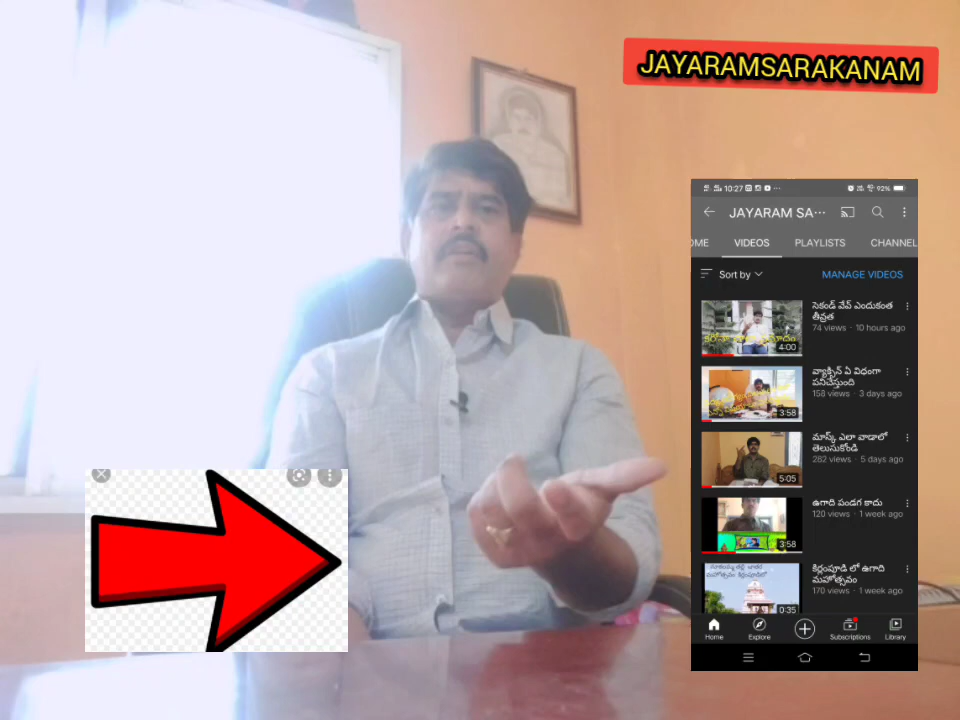 JAYARAMSARAKANAM
10:27
92%
JAYARAM SA...
OME VIDEOS PLAYLISTS CHANNEL
Sort by
MANAGE VIDEOS
సెకండ్ వేవ్ ఎందుకంత
తీవ్రత
74 views · 10 hours ago
4:00
వ్యాక్సిన్ ఏ విధంగా
పనిచేస్తుంది
158 views · 3 days ago
3:58
మాస్క్ ఎలా వాడాలో
తెలుసుకోండి
282 views · 5 days ago
5:05
ఉగాది పండగ కాదు
120 views · 1 week ago
3:58
కిర్లంపూడి లో ఉగాది
మహోత్సవం
170 views · 1 week ago
0:35
Home Explore Subscriptions Library